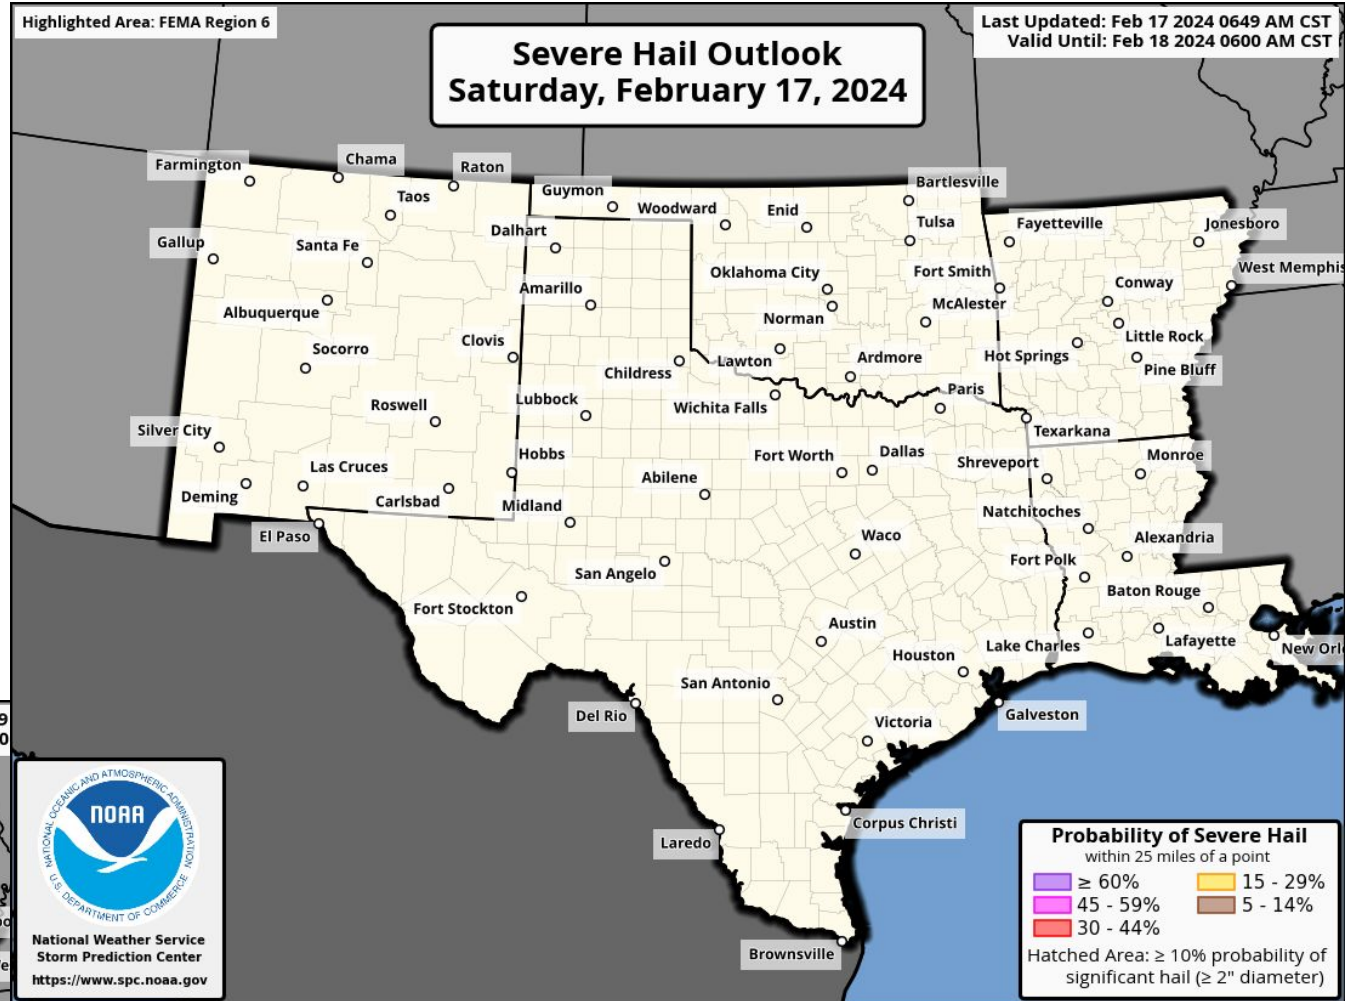 Highlighted Area: FEMA Region 6
Last Updated: Feb 17 2024 0649 AM CST
Valid Until: Feb 18 2024 0600 AM CST
Severe Hail Outlook
Saturday, February 17, 2024
Farmington
Chama
Raton
Taos
Guymon
Woodward
Enid
Bartlesville
Tulsa
Fayetteville
Jonesboro
Gallup
Santa Fe
Dalhart
Oklahoma City
Fort Smith
West Memphis
Albuquerque
Amarillo
Norman
McAlester
Conway
Little Rock
Socorro
Clovis
Childress
Lawton
Ardmore
Hot Springs
Pine Bluff
Roswell
Lubbock
Wichita Falls
Paris
Texarkana
Silver City
Las Cruces
Hobbs
Abilene
Fort Worth
Dallas
Shreveport
Monroe
Deming
Carlsbad
Midland
Natchitoches
El Paso
San Angelo
Waco
Fort Polk
Alexandria
Fort Stockton
Baton Rouge
Austin
Houston
Lake Charles
Lafayette
New Orl
San Antonio
Del Rio
Victoria
Galveston
Laredo
Corpus Christi
Brownsville
9
0
NATIONAL OCEANIC AND ATMOSPHERIC ADMINISTRATION
NOAA
U.S. DEPARTMENT OF COMMERCE
National Weather Service
Storm Prediction Center
https://www.spc.noaa.gov
Probability of Severe Hail
within 25 miles of a point
≥ 60%
15 - 29%
45 - 59%
5 - 14%
30 - 44%
Hatched Area: ≥ 10% probability of
significant hail (≥ 2" diameter)